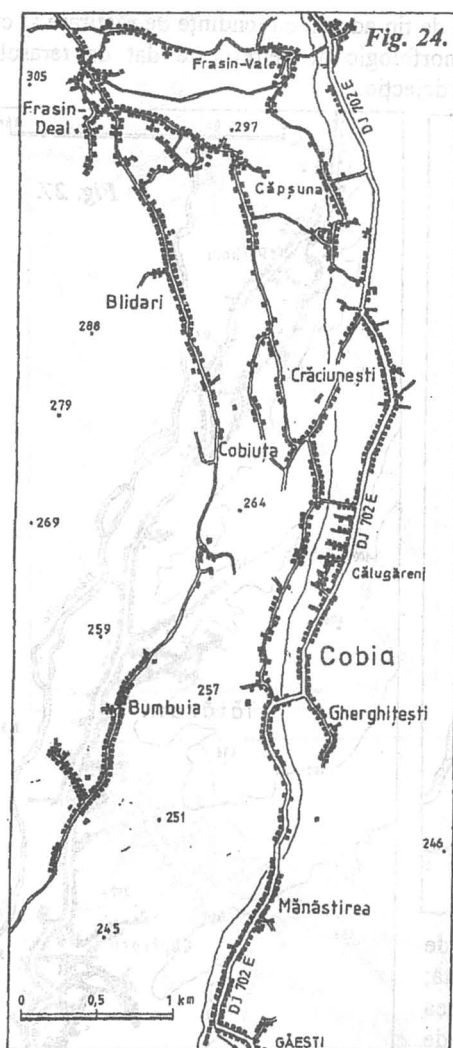 Fig. 24.
Frasin-Vale
DJ 702 E
305
Frasin-
Deal
297
Căpșuna
Blidari
288
Crăciunești
279
Cobiuța
264
269
DJ 702 E
Călugăreni
259
Cobia
257
Bumbuia
Gherghițești
251
246
Mănăstirea
245
DJ 702 E
0 0,5 1 km
GĂEȘTI
Fig. 27.